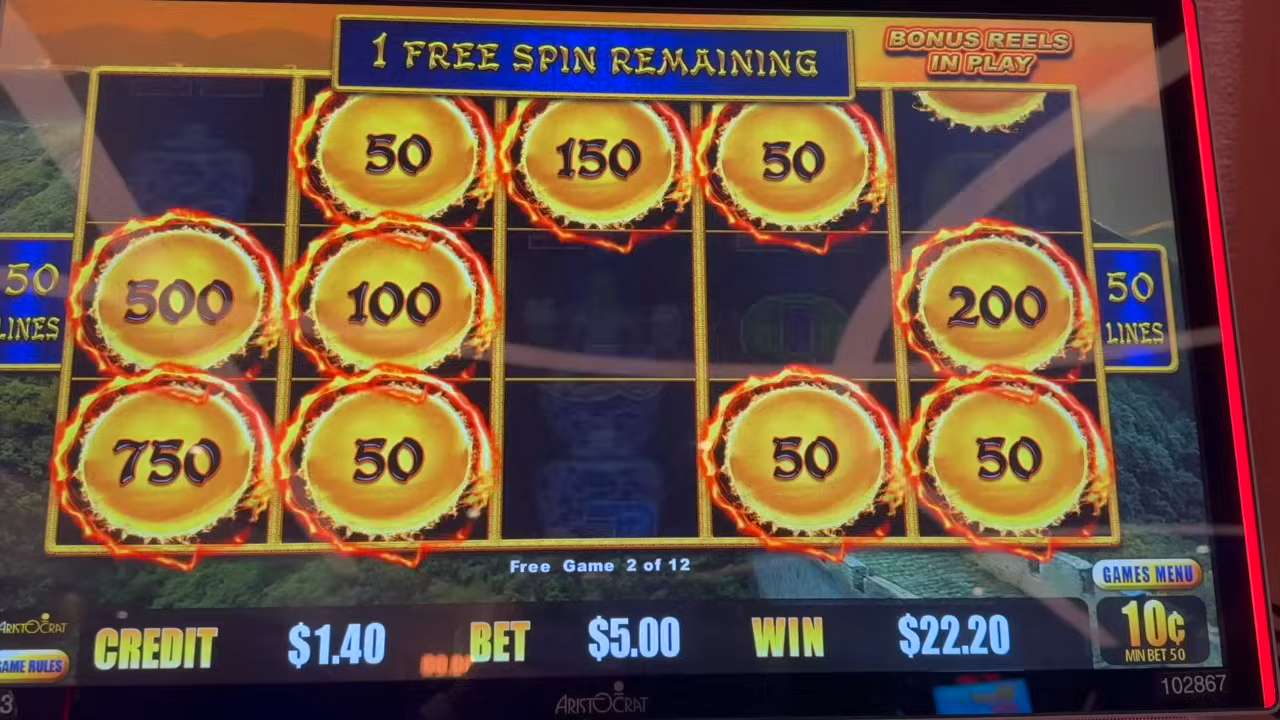 1 FREE SPIN REMAINING
BONUS REELS
IN PLAY
50
150
50
50
LINES
500
100
200
50
LINES
750
50
50
50
Free Game 2 of 12
GAMES MENU
ARISTOCRAT
GAME RULES
CREDIT
$1.40
BET
$5.00
WIN
$22.20
10¢
MIN BET 50
3
ARISTOCRAT
102867